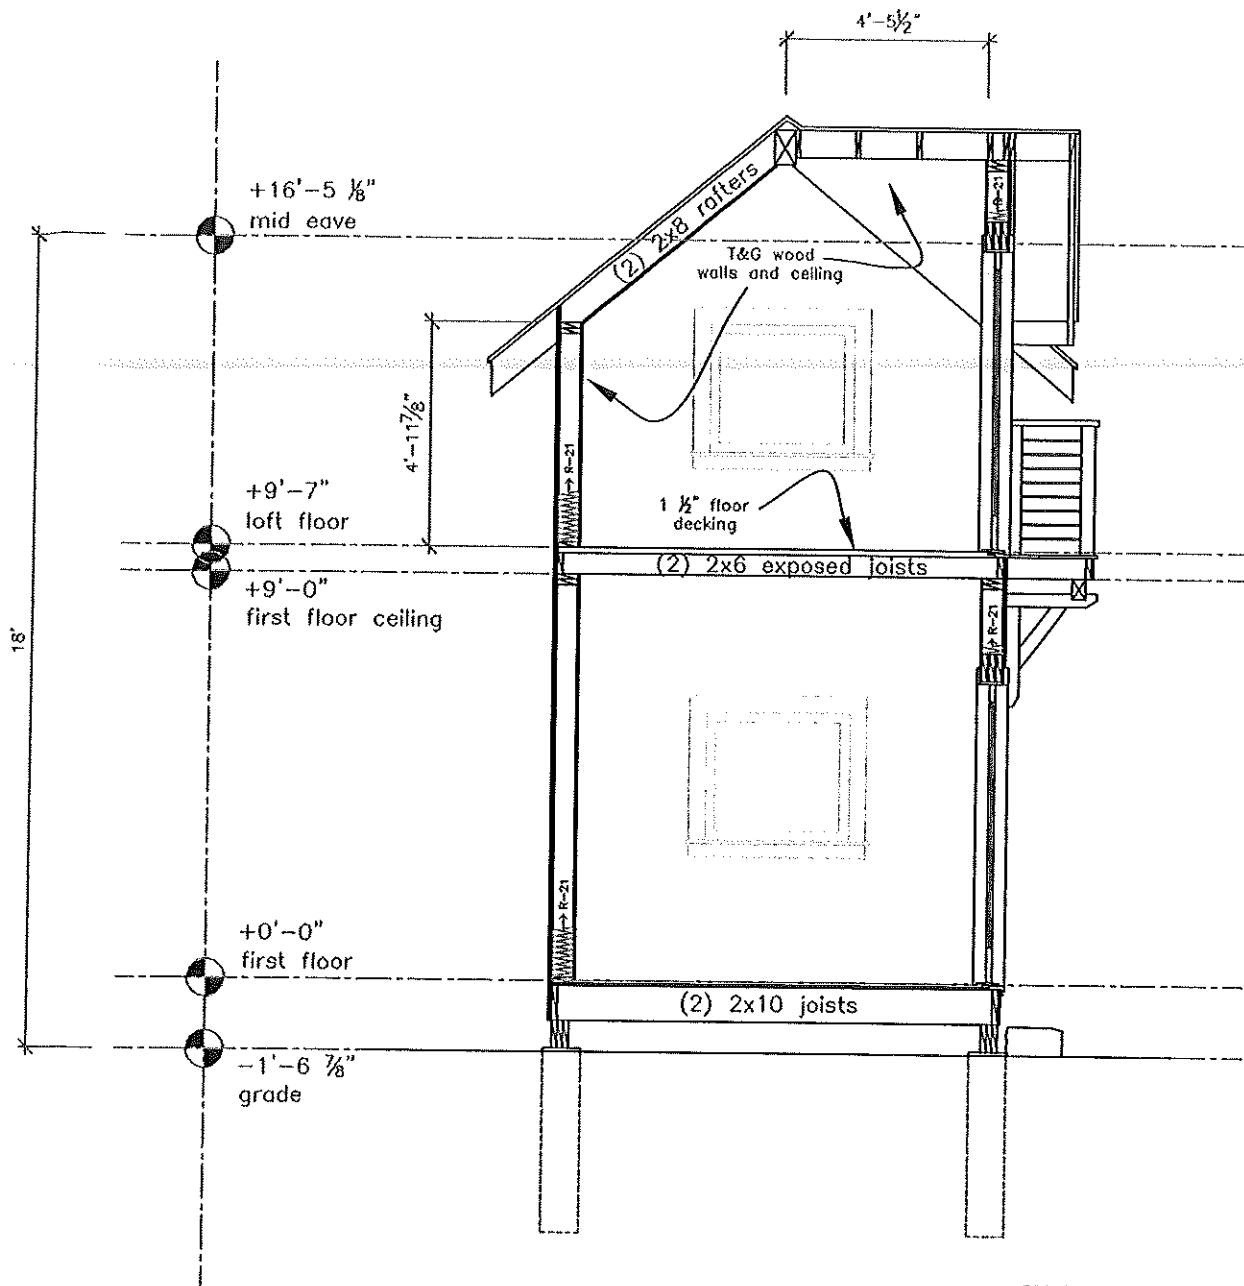 4'-5½"
+16'-5 ⅛"
mid eave
(2) 2x8 rafters
R-21
T&G wood
walls and ceiling
4'-11⅞"
R-21
+9'-7"
loft floor
1 ½" floor
decking
(2) 2x6 exposed joists
+9'-0"
first floor ceiling
R-21
18'
R-21
+0'-0"
first floor
(2) 2x10 joists
-1'-6 ⅞"
grade